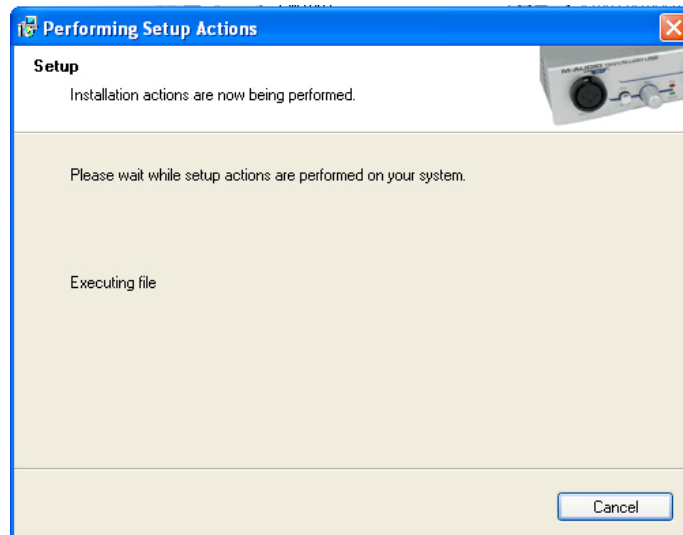 Performing Setup Actions
Setup
Installation actions are now being performed.
M-AUDIO
Please wait while setup actions are performed on your system.
Executing file
Cancel